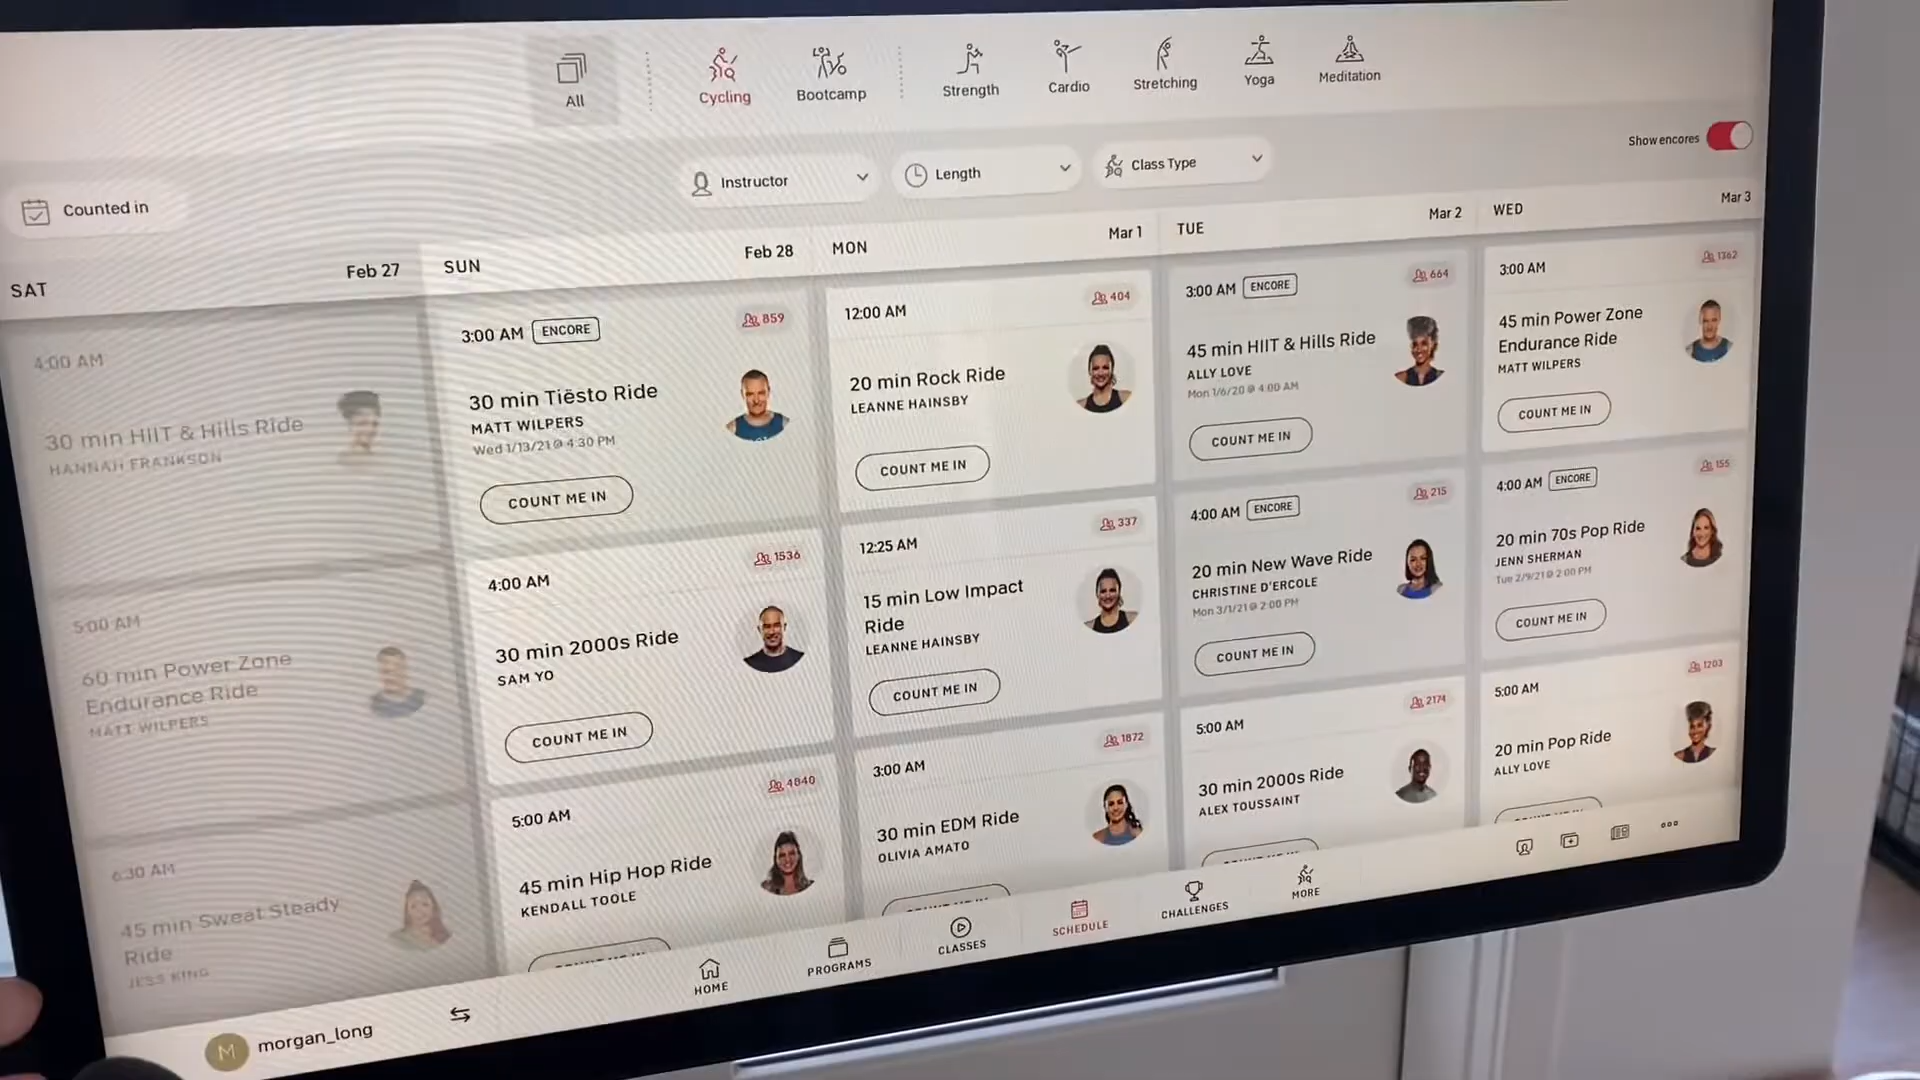 All
Cycling
Bootcamp
Strength
Cardio
Stretching
Yoga
Meditation
Counted in
Instructor
Length
Class Type
Show encores
SAT Feb 27
4:00 AM
30 min HIIT & Hills Ride
HANNAH FRANKSON
5:00 AM
60 min Power Zone
Endurance Ride
MATT WILPERS
6:30 AM
45 min Sweat Steady
Ride
JESS KING
SUN Feb 28
3:00 AM ENCORE 859
30 min Tiësto Ride
MATT WILPERS
Wed 1/13/21 @ 4:30 PM
COUNT ME IN
4:00 AM 1536
30 min 2000s Ride
SAM YO
COUNT ME IN
5:00 AM 4840
45 min Hip Hop Ride
KENDALL TOOLE
MON Mar 1
12:00 AM 404
20 min Rock Ride
LEANNE HAINSBY
COUNT ME IN
12:25 AM 337
15 min Low Impact
Ride
LEANNE HAINSBY
COUNT ME IN
3:00 AM 1872
30 min EDM Ride
OLIVIA AMATO
TUE Mar 2
3:00 AM ENCORE 664
45 min HIIT & Hills Ride
ALLY LOVE
Mon 1/6/20 @ 4:00 AM
COUNT ME IN
4:00 AM ENCORE 215
20 min New Wave Ride
CHRISTINE D'ERCOLE
Mon 3/1/21 @ 2:00 PM
COUNT ME IN
5:00 AM 2174
30 min 2000s Ride
ALEX TOUSSAINT
WED Mar 3
3:00 AM 1362
45 min Power Zone
Endurance Ride
MATT WILPERS
COUNT ME IN
4:00 AM ENCORE 155
20 min 70s Pop Ride
JENN SHERMAN
Tue 2/9/21 @ 2:00 PM
COUNT ME IN
5:00 AM 1203
20 min Pop Ride
ALLY LOVE
M morgan_long
HOME
PROGRAMS
CLASSES
SCHEDULE
CHALLENGES
MORE